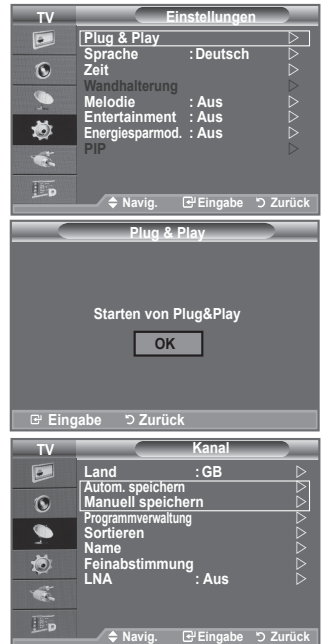 TV Einstellungen
Plug & Play
Sprache : Deutsch
Zeit
Wandhalterung
Melodie : Aus
Entertainment : Aus
Energiesparmod. : Aus
PIP
Navig. Eingabe Zurück
Plug & Play
Starten von Plug&Play
OK
Eingabe Zurück
TV Kanal
Land : GB
Autom. speichern
Manuell speichern
Programmverwaltung
Sortieren
Name
Feinabstimmung
LNA : Aus
Navig. Eingabe Zurück